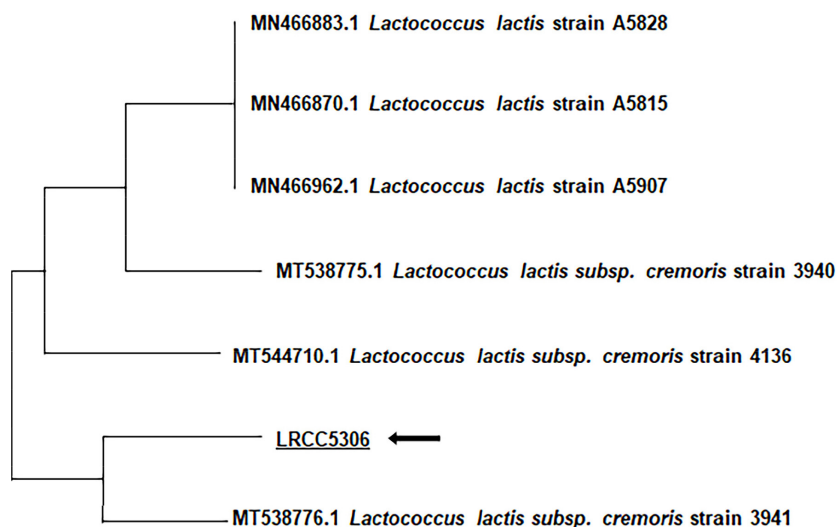 MN466883.1 Lactococcus lactis strain A5828
MN466870.1 Lactococcus lactis strain A5815
MN466962.1 Lactococcus lactis strain A5907
MT538775.1 Lactococcus lactis subsp. cremoris strain 3940
MT544710.1 Lactococcus lactis subsp. cremoris strain 4136
LRCC5306
MT538776.1 Lactococcus lactis subsp. cremoris strain 3941